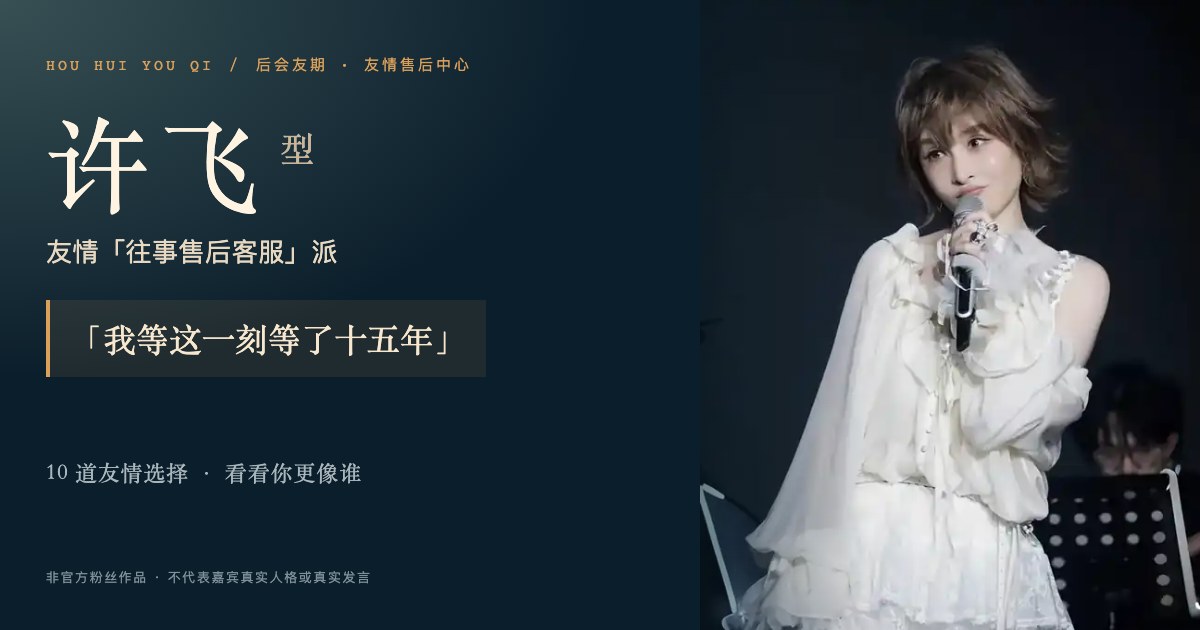 HOU HUI YOU QI / 后会友期 · 友情售后中心
许飞 型
友情「往事售后客服」派
「我等这一刻等了十五年」
10 道友情选择 · 看看你更像谁
非官方粉丝作品 · 不代表嘉宾真实人格或真实发言